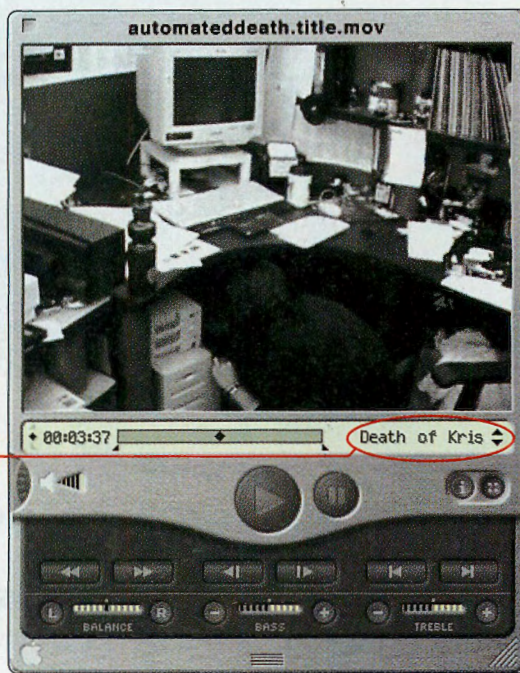 automateddeath.title.mov
00:03:37
Death of Kris
L
R
BALANCE
BASS
TREBLE